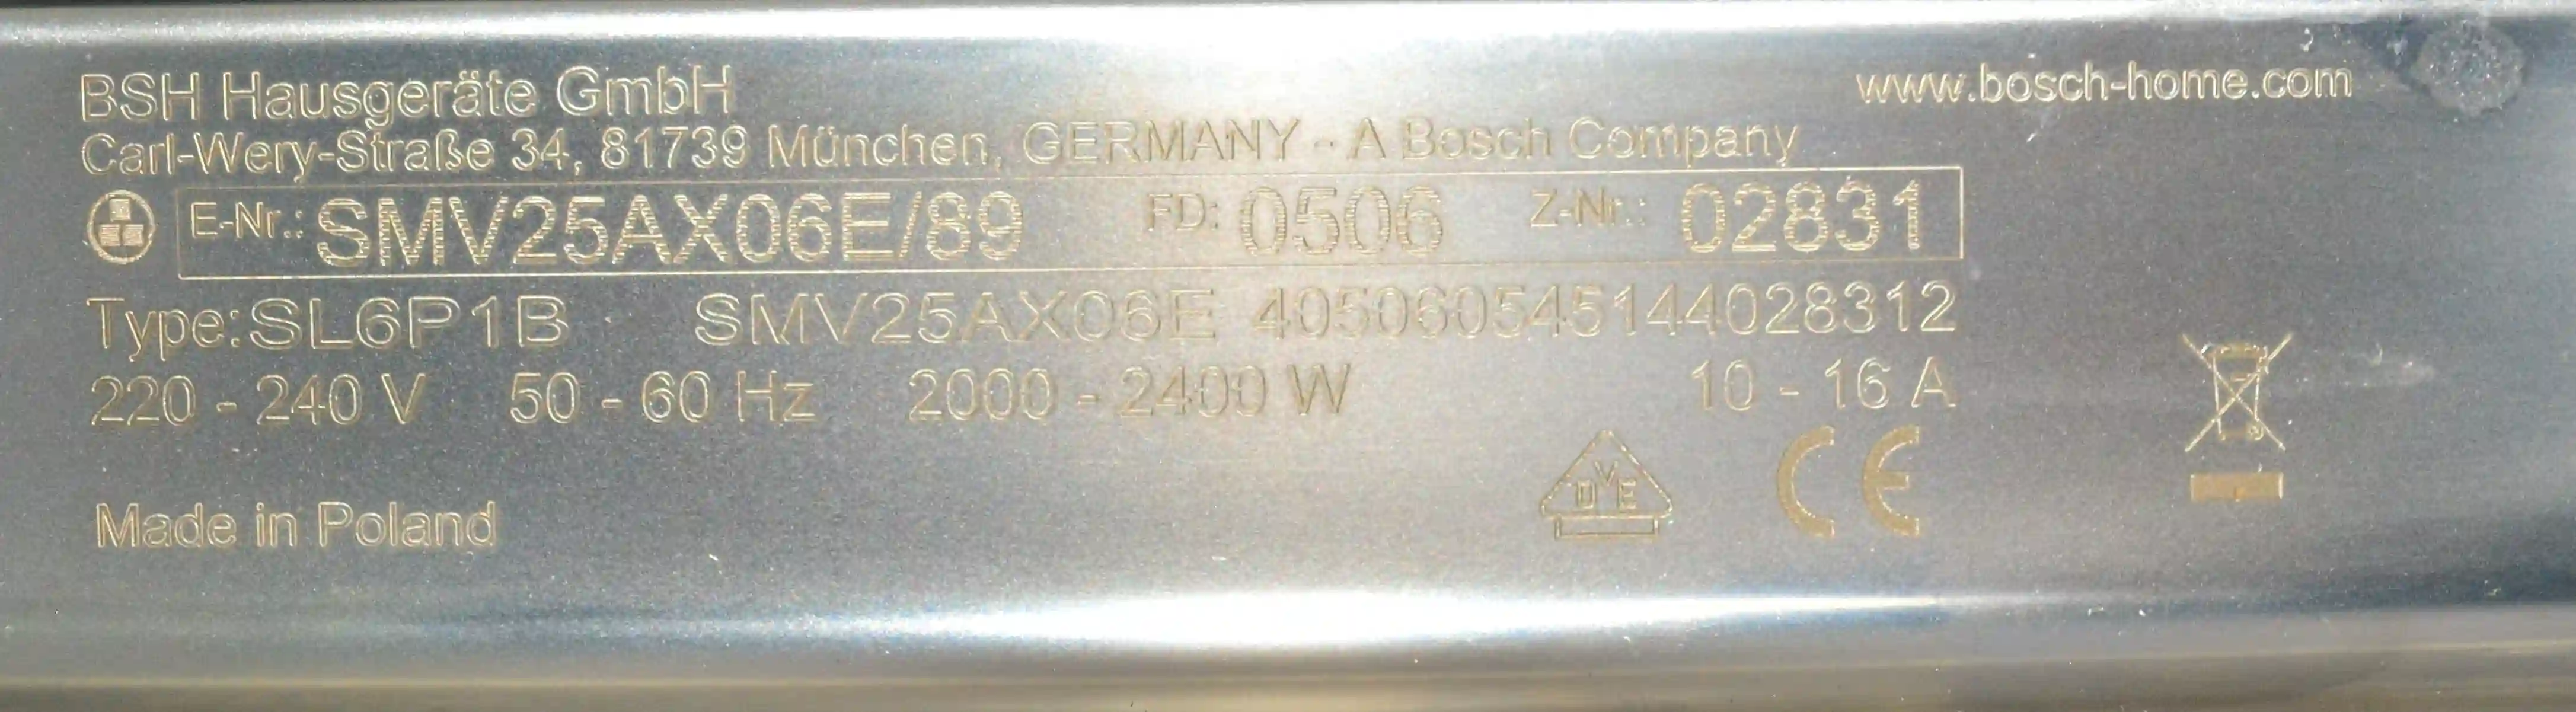 BSH Hausgeräte GmbH
www.bosch-home.com
Carl-Wery-Straße 34, 81739 München, GERMANY - A Bosch Company
E-Nr.: SMV25AX06E/89 FD: 0506 Z-Nr.: 02831
Type: SL6P1B SMV25AX06E 405060545144028312
220 - 240 V 50 - 60 Hz 2000 - 2400 W 10 - 16 A
DVE CE
Made in Poland